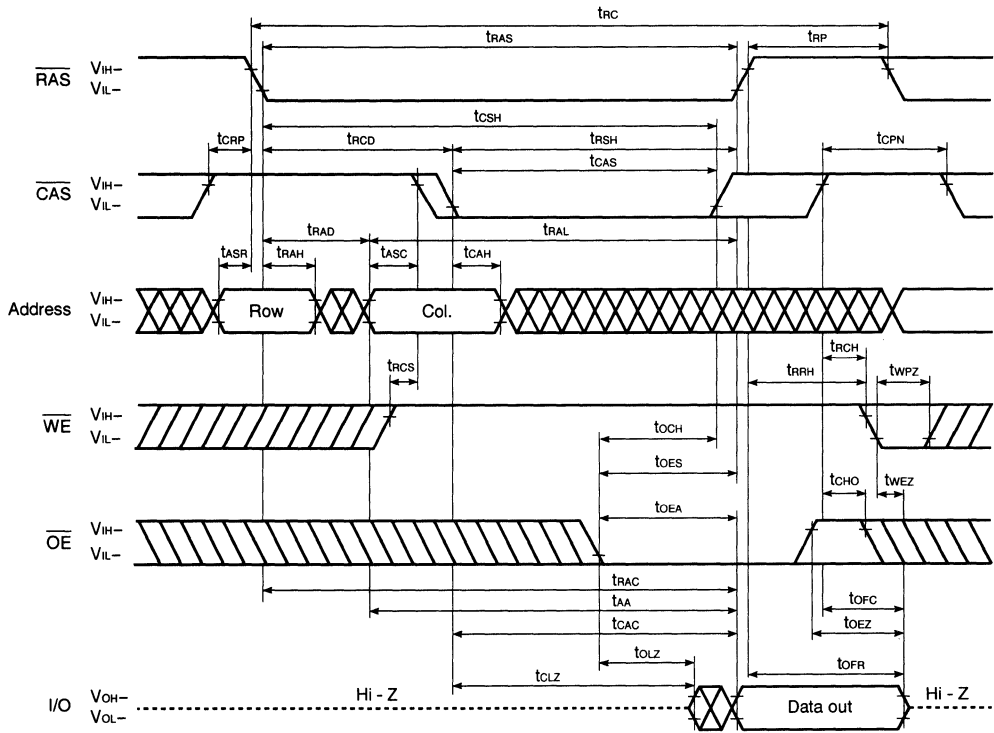 tRC
tRAS tRP
RAS VIH– VIL–
tCSH
tCRP tRCD tRSH tCPN
tCAS
CAS VIH– VIL–
tRAD tRAL
tASR tRAH tASC tCAH
Address VIH– VIL– Row Col.
tRCS tRCH
tRRH tWPZ
WE VIH– VIL–
tOCH
tOES tCHO tWEZ
tOEA
OE VIH– VIL–
tRAC
tAA tOFC
tCAC tOEZ
tOLZ tOFR
tCLZ
I/O VOH– VOL– Hi - Z Data out Hi - Z